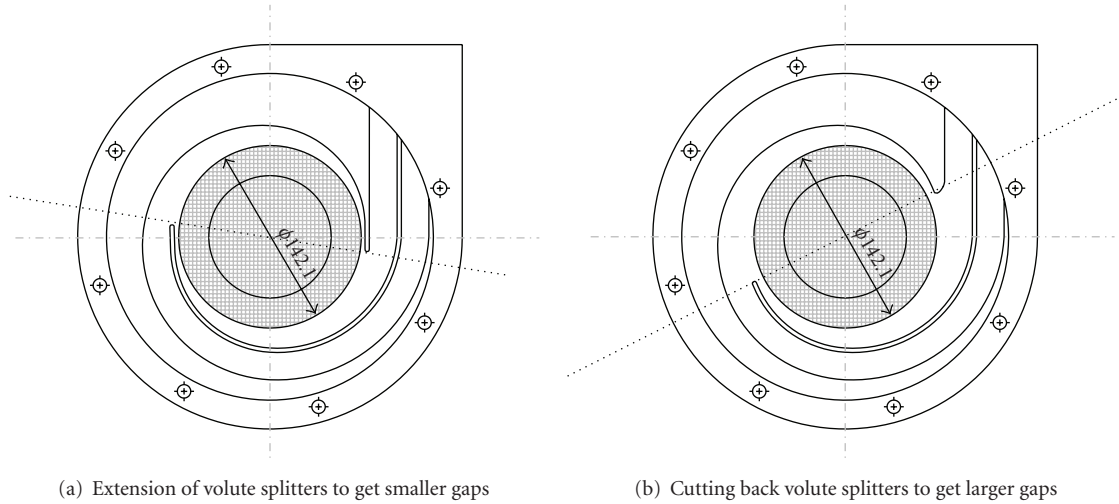 ϕ142.1
ϕ142.1
(a) Extension of volute splitters to get smaller gaps
(b) Cutting back volute splitters to get larger gaps